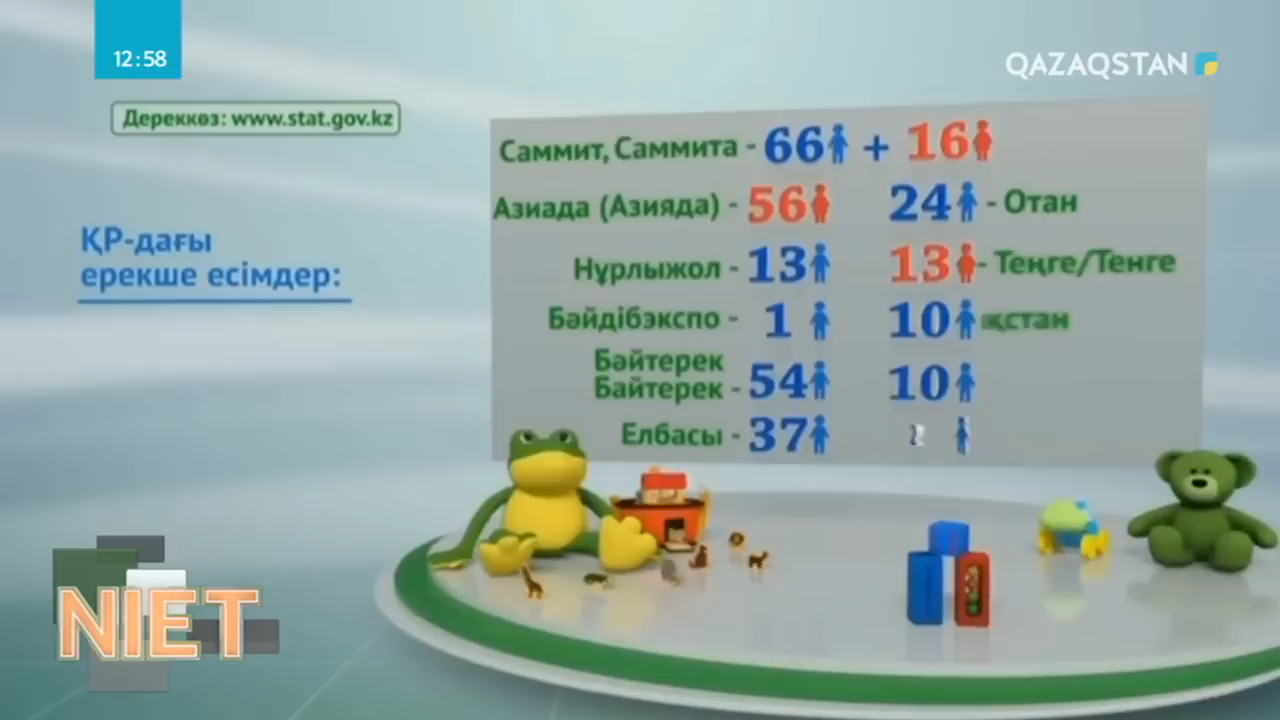 12:58
QAZAQSTAN
Дереккөз: www.stat.gov.kz
ҚР-дағы
ерекше есімдер:
Саммит, Саммита - 66 + 16
Азиада (Азияда) - 56 24 - Отан
Нұрлыжол - 13 13 - Теңге/Тенге
Бәйдібэкспо - 1 10
Бәйтерек
Байтерек - 54 10
Елбасы - 37
NIET